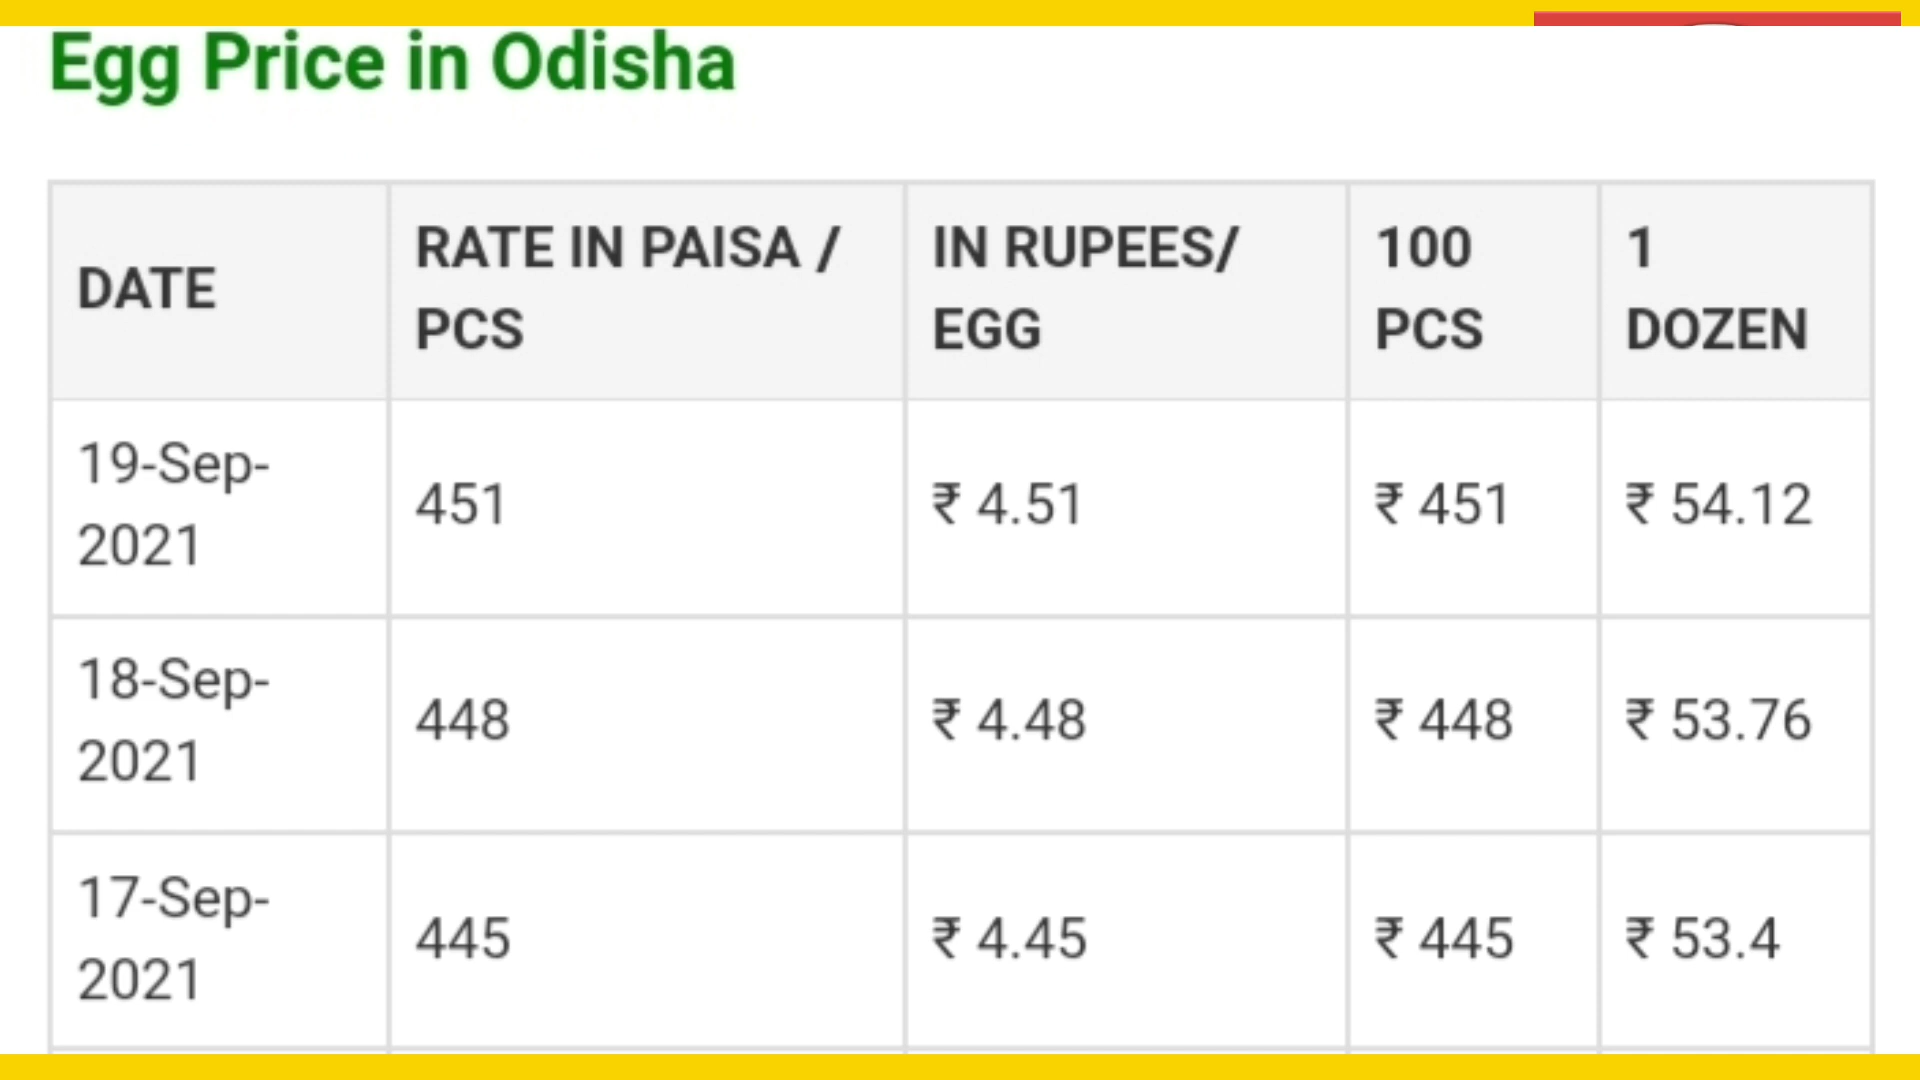 Egg Price in Odisha
DATE
RATE IN PAISA /
PCS
IN RUPEES/
EGG
100
PCS
1
DOZEN
19-Sep-
2021
451
₹ 4.51
₹ 451
₹ 54.12
18-Sep-
2021
448
₹ 4.48
₹ 448
₹ 53.76
17-Sep-
2021
445
₹ 4.45
₹ 445
₹ 53.4